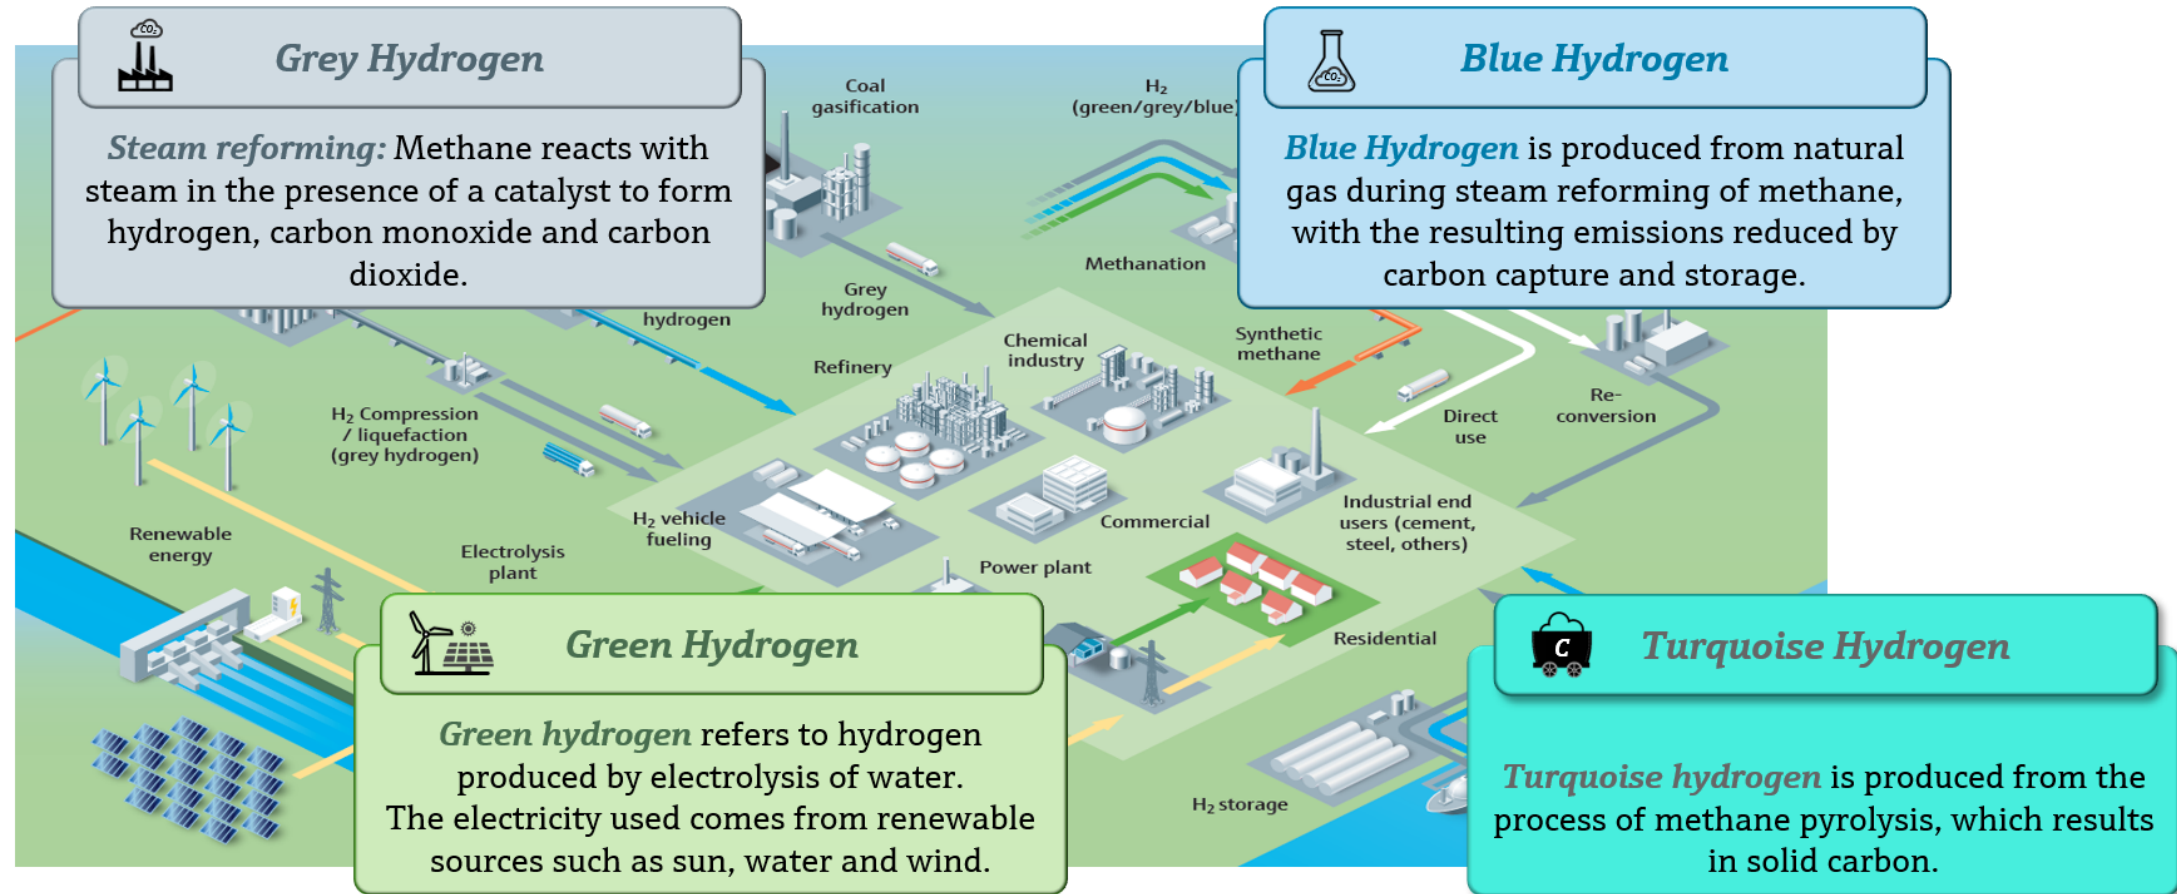 Grey Hydrogen
CO₂
Steam reforming: Methane reacts with
steam in the presence of a catalyst to form
hydrogen, carbon monoxide and carbon
dioxide.
Coal
gasification
H₂
(green/grey/blue)
Blue Hydrogen
CO₂
Blue Hydrogen is produced from natural
gas during steam reforming of methane,
with the resulting emissions reduced by
carbon capture and storage.
Methanation
Grey
hydrogen
hydrogen
Refinery
Chemical
industry
Synthetic
methane
Direct
use
Re-
conversion
H₂ Compression
/ liquefaction
(grey hydrogen)
Renewable
energy
Electrolysis
plant
H₂ vehicle
fueling
Commercial
Industrial end
users (cement,
steel, others)
Power plant
Residential
H₂ storage
Green Hydrogen
Green hydrogen refers to hydrogen
produced by electrolysis of water.
The electricity used comes from renewable
sources such as sun, water and wind.
C
Turquoise Hydrogen
Turquoise hydrogen is produced from the
process of methane pyrolysis, which results
in solid carbon.